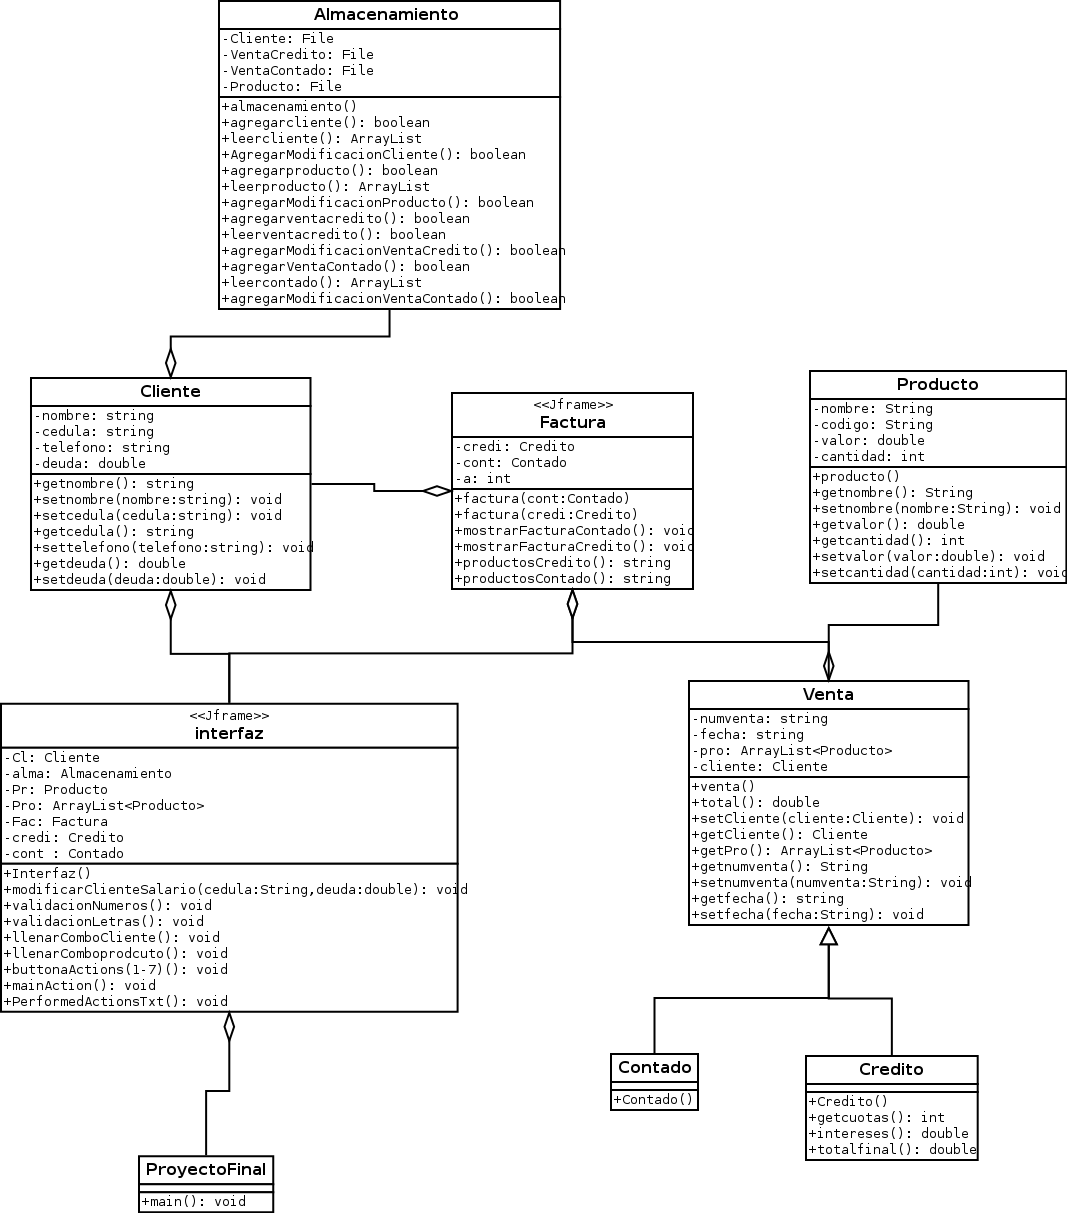 Almacenamiento
-Cliente: File
-VentaCredito: File
-VentaContado: File
-Producto: File
+almacenamiento()
+agregarcliente(): boolean
+leercliente(): ArrayList
+AgregarModificacionCliente(): boolean
+agregarproducto(): boolean
+leerproducto(): ArrayList
+agregarModificacionProducto(): boolean
+agregarventacredito(): boolean
+leerventacredito(): boolean
+agregarModificacionVentaCredito(): boolean
+agregarVentaContado(): boolean
+leercontado(): ArrayList
+agregarModificacionVentaContado(): boolean
Cliente
-nombre: string
-cedula: string
-telefono: string
-deuda: double
+getnombre(): string
+setnombre(nombre:string): void
+setcedula(cedula:string): void
+getcedula(): string
+settelefono(telefono:string): void
+getdeuda(): double
+setdeuda(deuda:double): void
<<Jframe>>
Factura
-credi: Credito
-cont: Contado
-a: int
+factura(cont:Contado)
+factura(credi:Credito)
+mostrarFacturaContado(): void
+mostrarFacturaCredito(): void
+productosCredito(): string
+productosContado(): string
Producto
-nombre: String
-codigo: String
-valor: double
-cantidad: int
+producto()
+getnombre(): String
+setnombre(nombre:String): void
+getvalor(): double
+getcantidad(): int
+setvalor(valor:double): void
+setcantidad(cantidad:int): void
<<Jframe>>
interfaz
-Cl: Cliente
-alma: Almacenamiento
-Pr: Producto
-Pro: ArrayList<Producto>
-Fac: Factura
-credi: Credito
-cont : Contado
+Interfaz()
+modificarClienteSalario(cedula:String,deuda:double): void
+validacionNumeros(): void
+validacionLetras(): void
+llenarComboCliente(): void
+llenarComboprodcuto(): void
+buttonaActions(1-7)(): void
+mainAction(): void
+PerformedActionsTxt(): void
Venta
-numventa: string
-fecha: string
-pro: ArrayList<Producto>
-cliente: Cliente
+venta()
+total(): double
+setCliente(cliente:Cliente): void
+getCliente(): Cliente
+getPro(): ArrayList<Producto>
+getnumventa(): String
+setnumventa(numventa:String): void
+getfecha(): string
+setfecha(fecha:String): void
Contado
+Contado()
Credito
+Credito()
+getcuotas(): int
+intereses(): double
+totalfinal(): double
ProyectoFinal
+main(): void